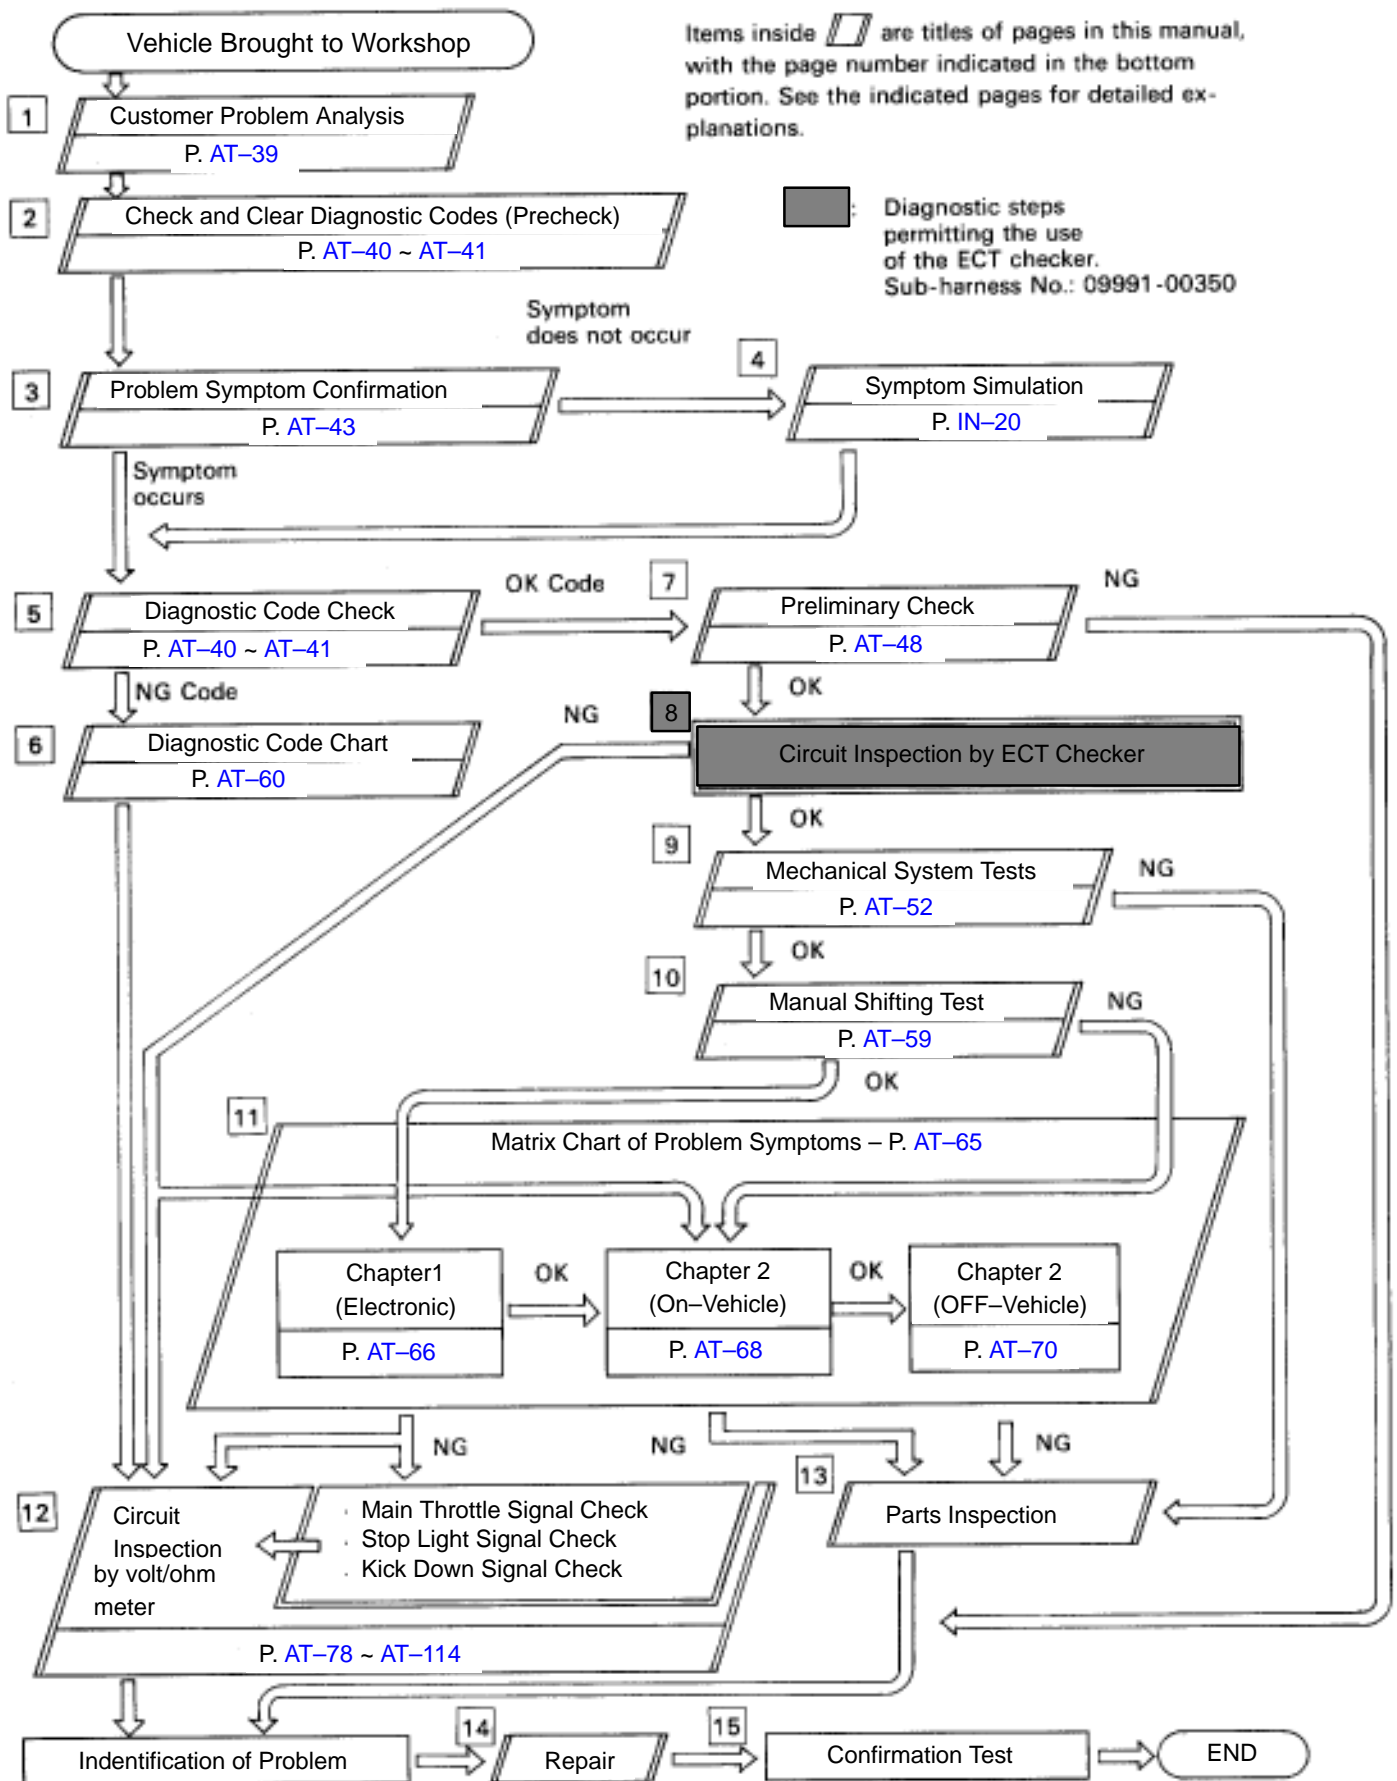 Vehicle Brought to Workshop
Items inside are titles of pages in this manual,
with the page number indicated in the bottom
portion. See the indicated pages for detailed ex-
planations.
1
Customer Problem Analysis
P. AT–39
2
Check and Clear Diagnostic Codes (Precheck)
P. AT–40 ~ AT–41
: Diagnostic steps
permitting the use
of the ECT checker.
Sub-harness No.: 09991-00350
Symptom
does not occur
3
Problem Symptom Confirmation
P. AT–43
4
Symptom Simulation
P. IN–20
Symptom
occurs
5
Diagnostic Code Check
P. AT–40 ~ AT–41
OK Code
7
Preliminary Check
P. AT–48
NG
NG Code
OK
6
Diagnostic Code Chart
P. AT–60
NG
8
Circuit Inspection by ECT Checker
OK
9
Mechanical System Tests
P. AT–52
NG
OK
10
Manual Shifting Test
P. AT–59
NG
OK
11
Matrix Chart of Problem Symptoms – P. AT–65
Chapter1
(Electronic)
P. AT–66
OK
Chapter 2
(On–Vehicle)
P. AT–68
OK
Chapter 2
(OFF–Vehicle)
P. AT–70
NG
NG
NG
12
Circuit
Inspection
by volt/ohm
meter
· Main Throttle Signal Check
· Stop Light Signal Check
· Kick Down Signal Check
P. AT–78 ~ AT–114
13
Parts Inspection
Indentification of Problem
14
Repair
15
Confirmation Test
END